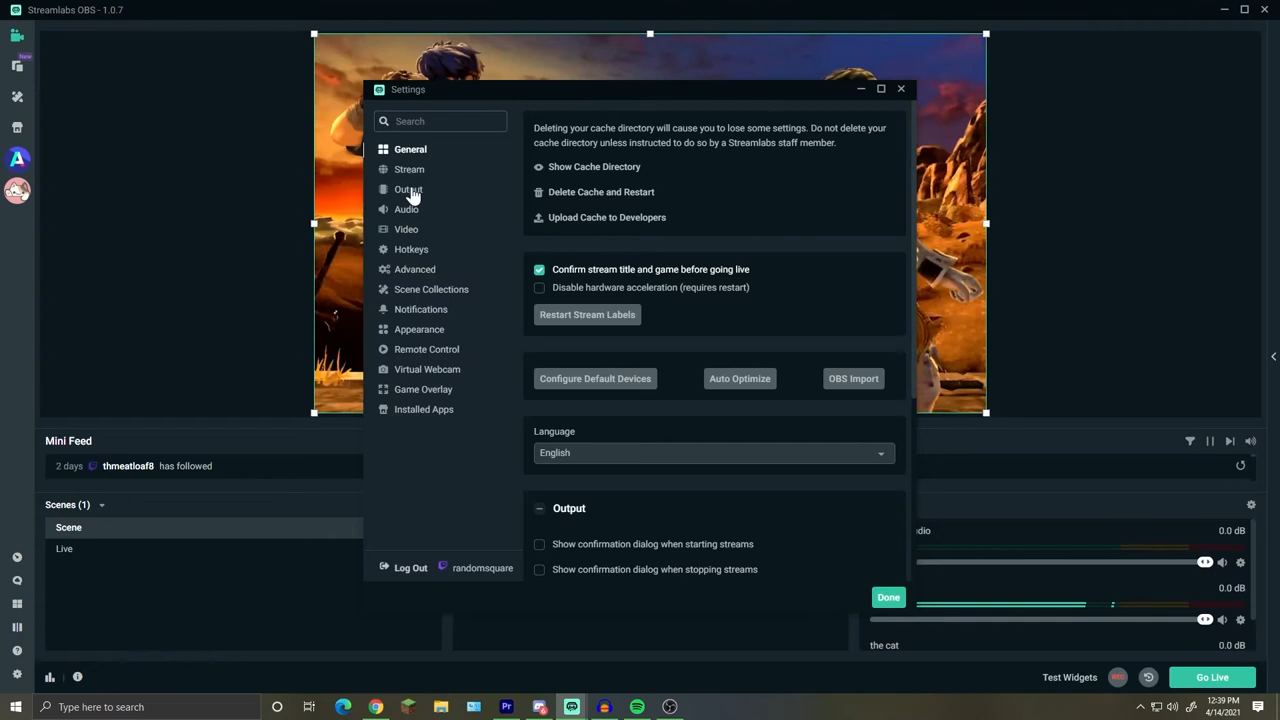 Streamlabs OBS - 1.0.7
New
Settings
Search
General
Stream
Output
Audio
Video
Hotkeys
Advanced
Scene Collections
Notifications
Appearance
Remote Control
Virtual Webcam
Game Overlay
Installed Apps
Log Out
randomsquare
Deleting your cache directory will cause you to lose some settings. Do not delete your
cache directory unless instructed to do so by a Streamlabs staff member.
Show Cache Directory
Delete Cache and Restart
Upload Cache to Developers
Confirm stream title and game before going live
Disable hardware acceleration (requires restart)
Restart Stream Labels
Configure Default Devices
Auto Optimize
OBS Import
Language
English
Output
Show confirmation dialog when starting streams
Show confirmation dialog when stopping streams
Done
Mini Feed
2 days thmeatloaf8 has followed
Scenes (1)
Scene
Live
0.0 dB
0.0 dB
the cat 0.0 dB
Test Widgets
REC
Go Live
Type here to search
12:39 PM
4/14/2021